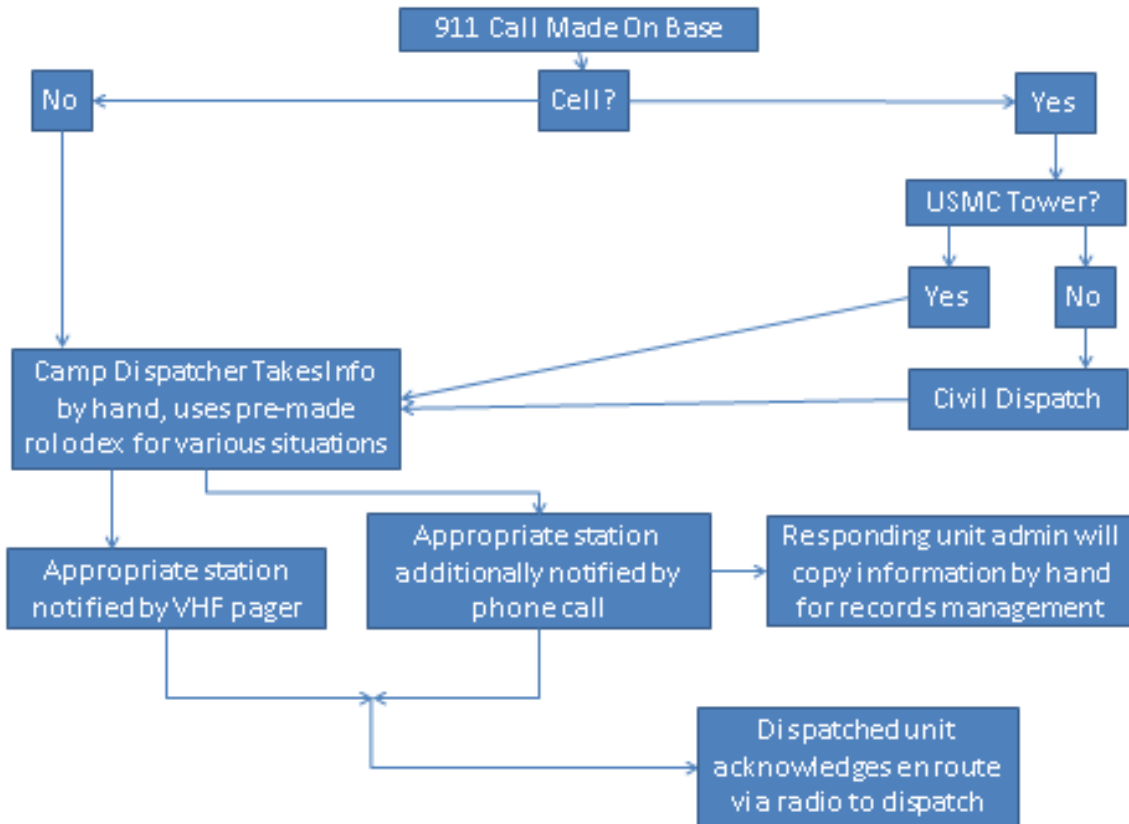 911 Call Made On Base
No
Cell?
Yes
USMC Tower?
Yes
No
Camp Dispatcher Takes Info
by hand, uses pre-made
rolodex for various situations
Civil Dispatch
Appropriate station
notified by VHF pager
Appropriate station
additionally notified by
phone call
Responding unit admin will
copy information by hand
for records management
Dispatched unit
acknowledges en route
via radio to dispatch